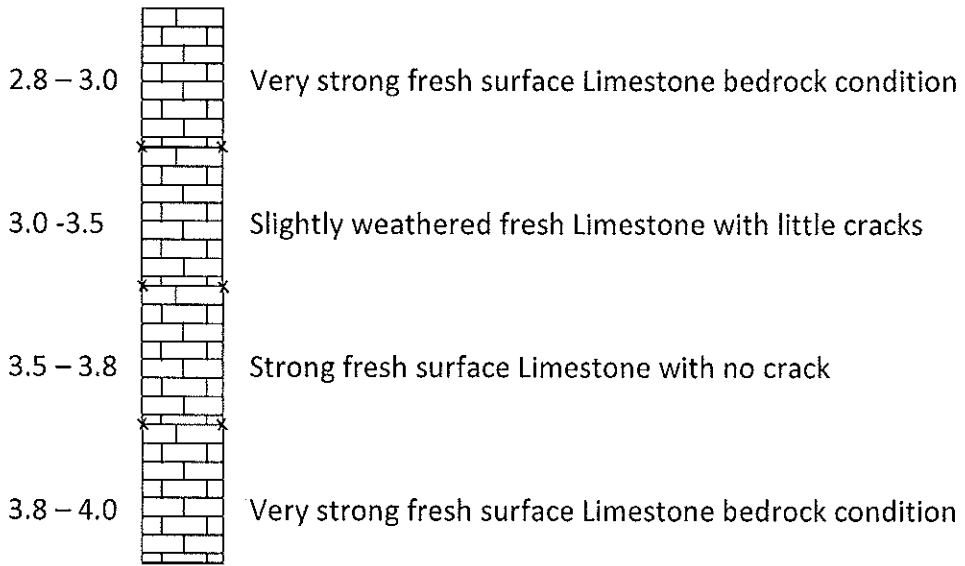 2.8 – 3.0 Very strong fresh surface Limestone bedrock condition
3.0 -3.5 Slightly weathered fresh Limestone with little cracks
3.5 – 3.8 Strong fresh surface Limestone with no crack
3.8 – 4.0 Very strong fresh surface Limestone bedrock condition